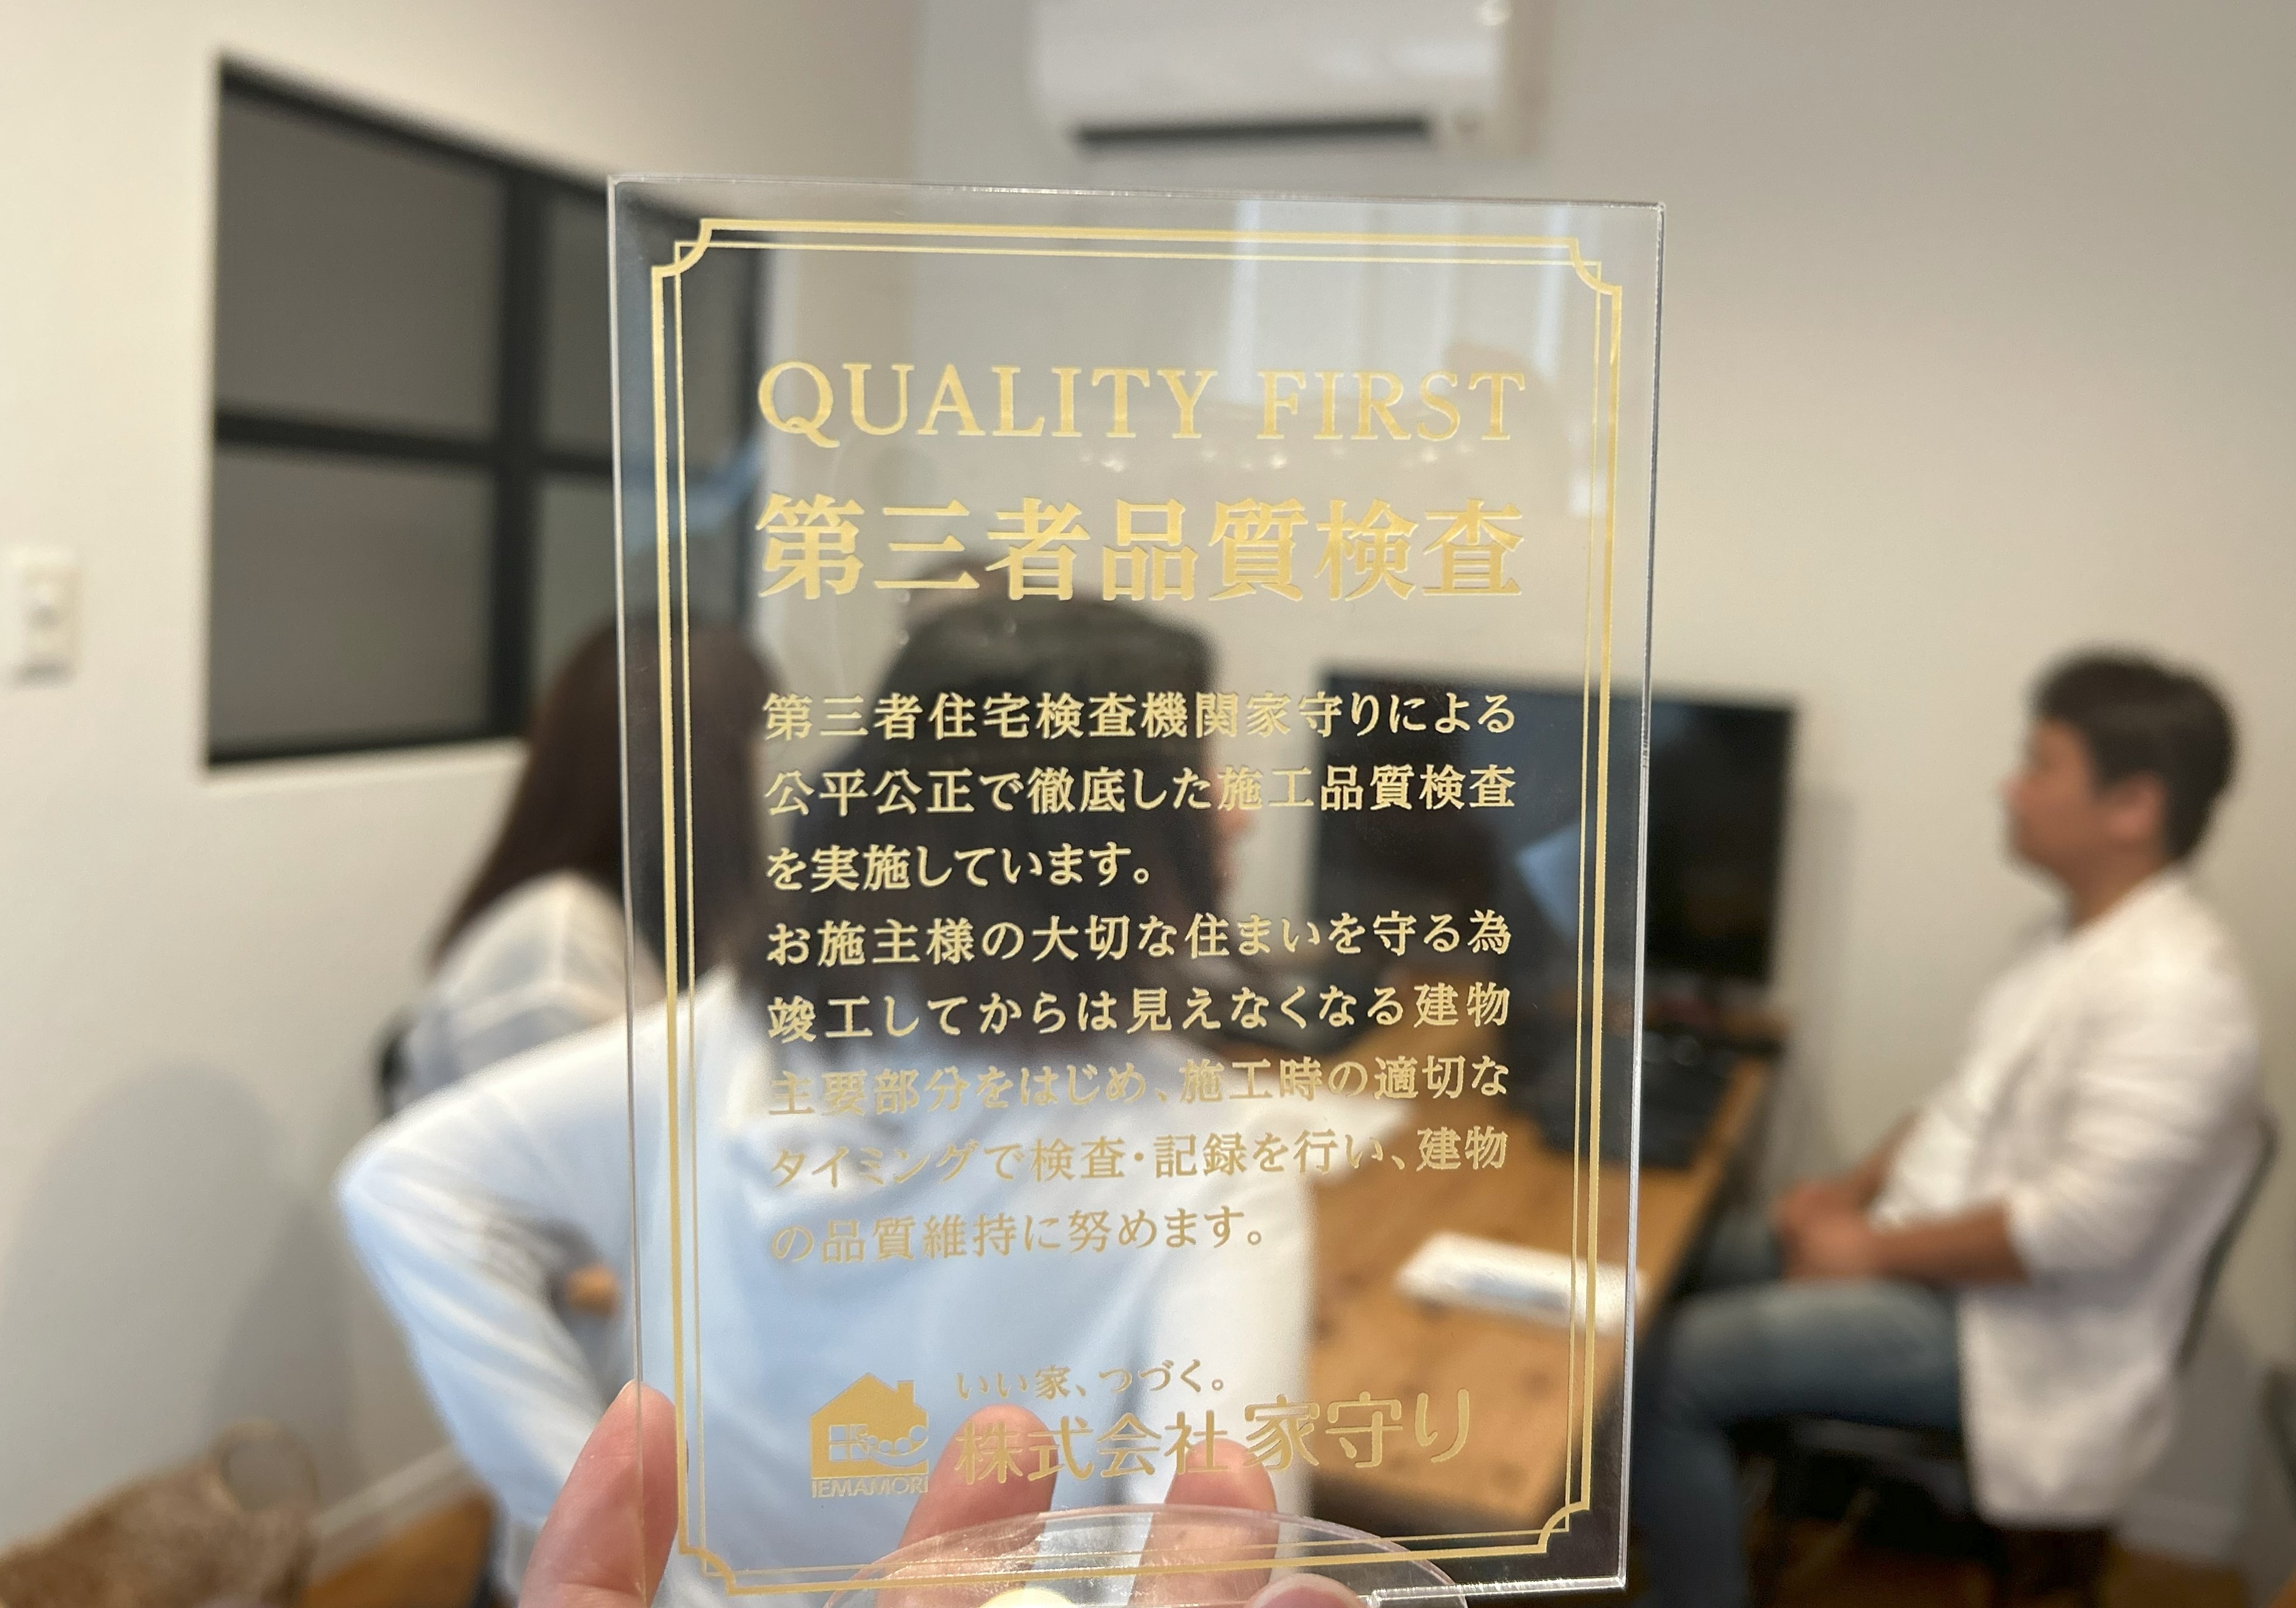 QUALITY FIRST
第三者品質検査
第三者住宅検査機関家守りによる
公平公正で徹底した施工品質検査
を実施しています。
お施主様の大切な住まいを守る為
竣工してからは見えなくなる建物
主要部分をはじめ、施工時の適切な
タイミングで検査・記録を行い、建物
の品質維持に努めます。
いい家、つづく。
株式会社 家守り
IEMAMORI